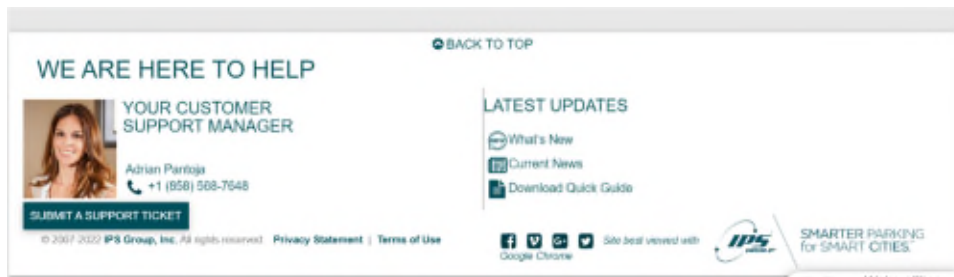 BACK TO TOP
WE ARE HERE TO HELP
YOUR CUSTOMER
SUPPORT MANAGER
Adrian Pantoja
+1 (858) 568-7648
SUBMIT A SUPPORT TICKET
LATEST UPDATES
What's New
Current News
Download Quick Guide
© 2007-2022 IPS Group, Inc. All rights reserved Privacy Statement | Terms of Use
Site best viewed with
Google Chrome
IPS
SMARTER PARKING
for SMART CITIES.